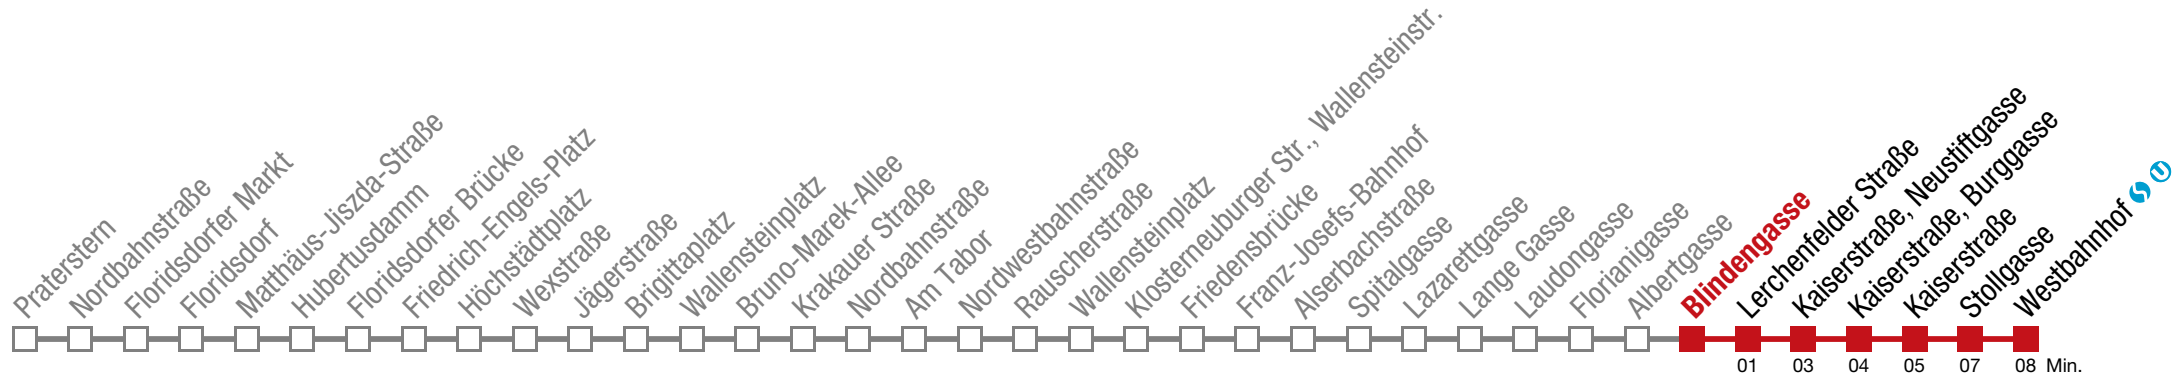 Praterstern
Nordbahnstraße
Floridsdorfer Markt
Floridsdorf
Matthäus-Jiszda-Straße
Hubertusdamm
Floridsdorfer Brücke
Friedrich-Engels-Platz
Höchstädtplatz
Wexstraße
Jägerstraße
Brigittaplatz
Wallensteinplatz
Bruno-Marek-Allee
Krakauer Straße
Nordbahnstraße
Am Tabor
Nordwestbahnstraße
Rauscherstraße
Wallensteinplatz
Klosterneuburger Str., Wallensteinstr.
Friedensbrücke
Franz-Josefs-Bahnhof
Alserbachstraße
Spitalgasse
Lazarettgasse
Lange Gasse
Laudongasse
Florianigasse
Albertgasse
Blindengasse
Lerchenfelder Straße
Kaiserstraße, Neustiftgasse
Kaiserstraße, Burggasse
Kaiserstraße
Stollgasse
Westbahnhof S U
01 03 04 05 07 08 Min.